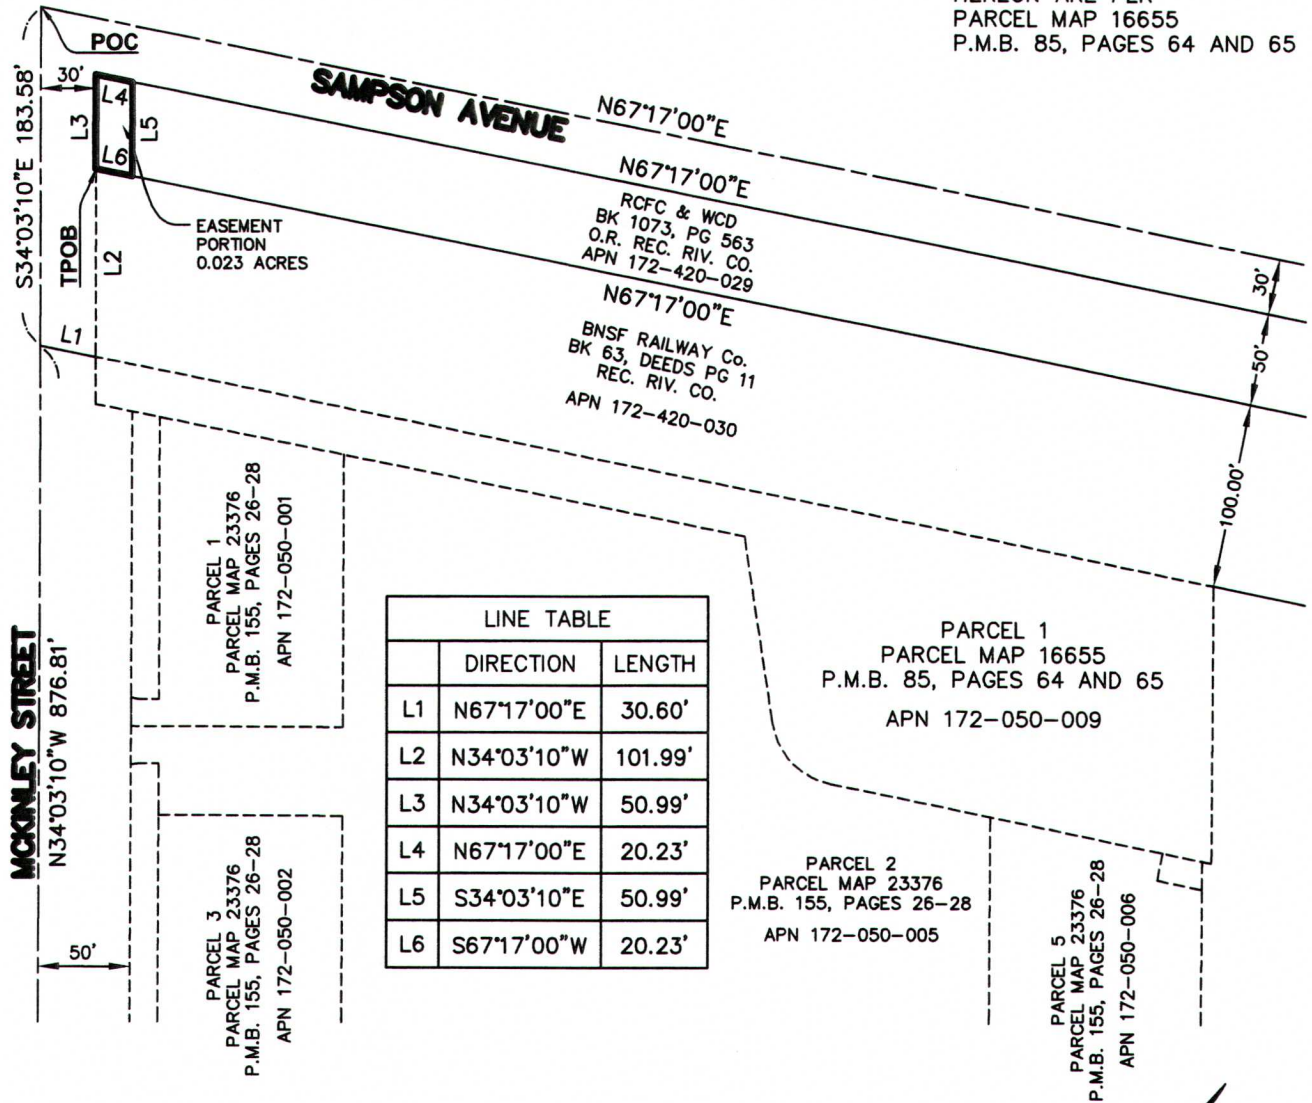 PARCEL MAP 16655
P.M.B. 85, PAGES 64 AND 65
POC
30'
S34°03'10"E 183.58'
L3
L4
L5
L6
TPOB
L2
L1
EASEMENT
PORTION
0.023 ACRES
SAMPSON AVENUE
N67°17'00"E
N67°17'00"E
RCFC & WCD
BK 1073, PG 563
O.R. REC. RIV. CO.
APN 172-420-029
N67°17'00"E
BNSF RAILWAY Co.
BK 63, DEEDS PG 11
REC. RIV. CO.
APN 172-420-030
30'
50'
100.00'
MCKINLEY STREET
N34°03'10"W 876.81'
50'
PARCEL 1
PARCEL MAP 23376
P.M.B. 155, PAGES 26-28
APN 172-050-001
PARCEL 3
PARCEL MAP 23376
P.M.B. 155, PAGES 26-28
APN 172-050-002
LINE TABLE
DIRECTION LENGTH
L1 N67°17'00"E 30.60'
L2 N34°03'10"W 101.99'
L3 N34°03'10"W 50.99'
L4 N67°17'00"E 20.23'
L5 S34°03'10"E 50.99'
L6 S67°17'00"W 20.23'
PARCEL 1
PARCEL MAP 16655
P.M.B. 85, PAGES 64 AND 65
APN 172-050-009
PARCEL 2
PARCEL MAP 23376
P.M.B. 155, PAGES 26-28
APN 172-050-005
PARCEL 5
PARCEL MAP 23376
P.M.B. 155, PAGES 26-28
APN 172-050-006